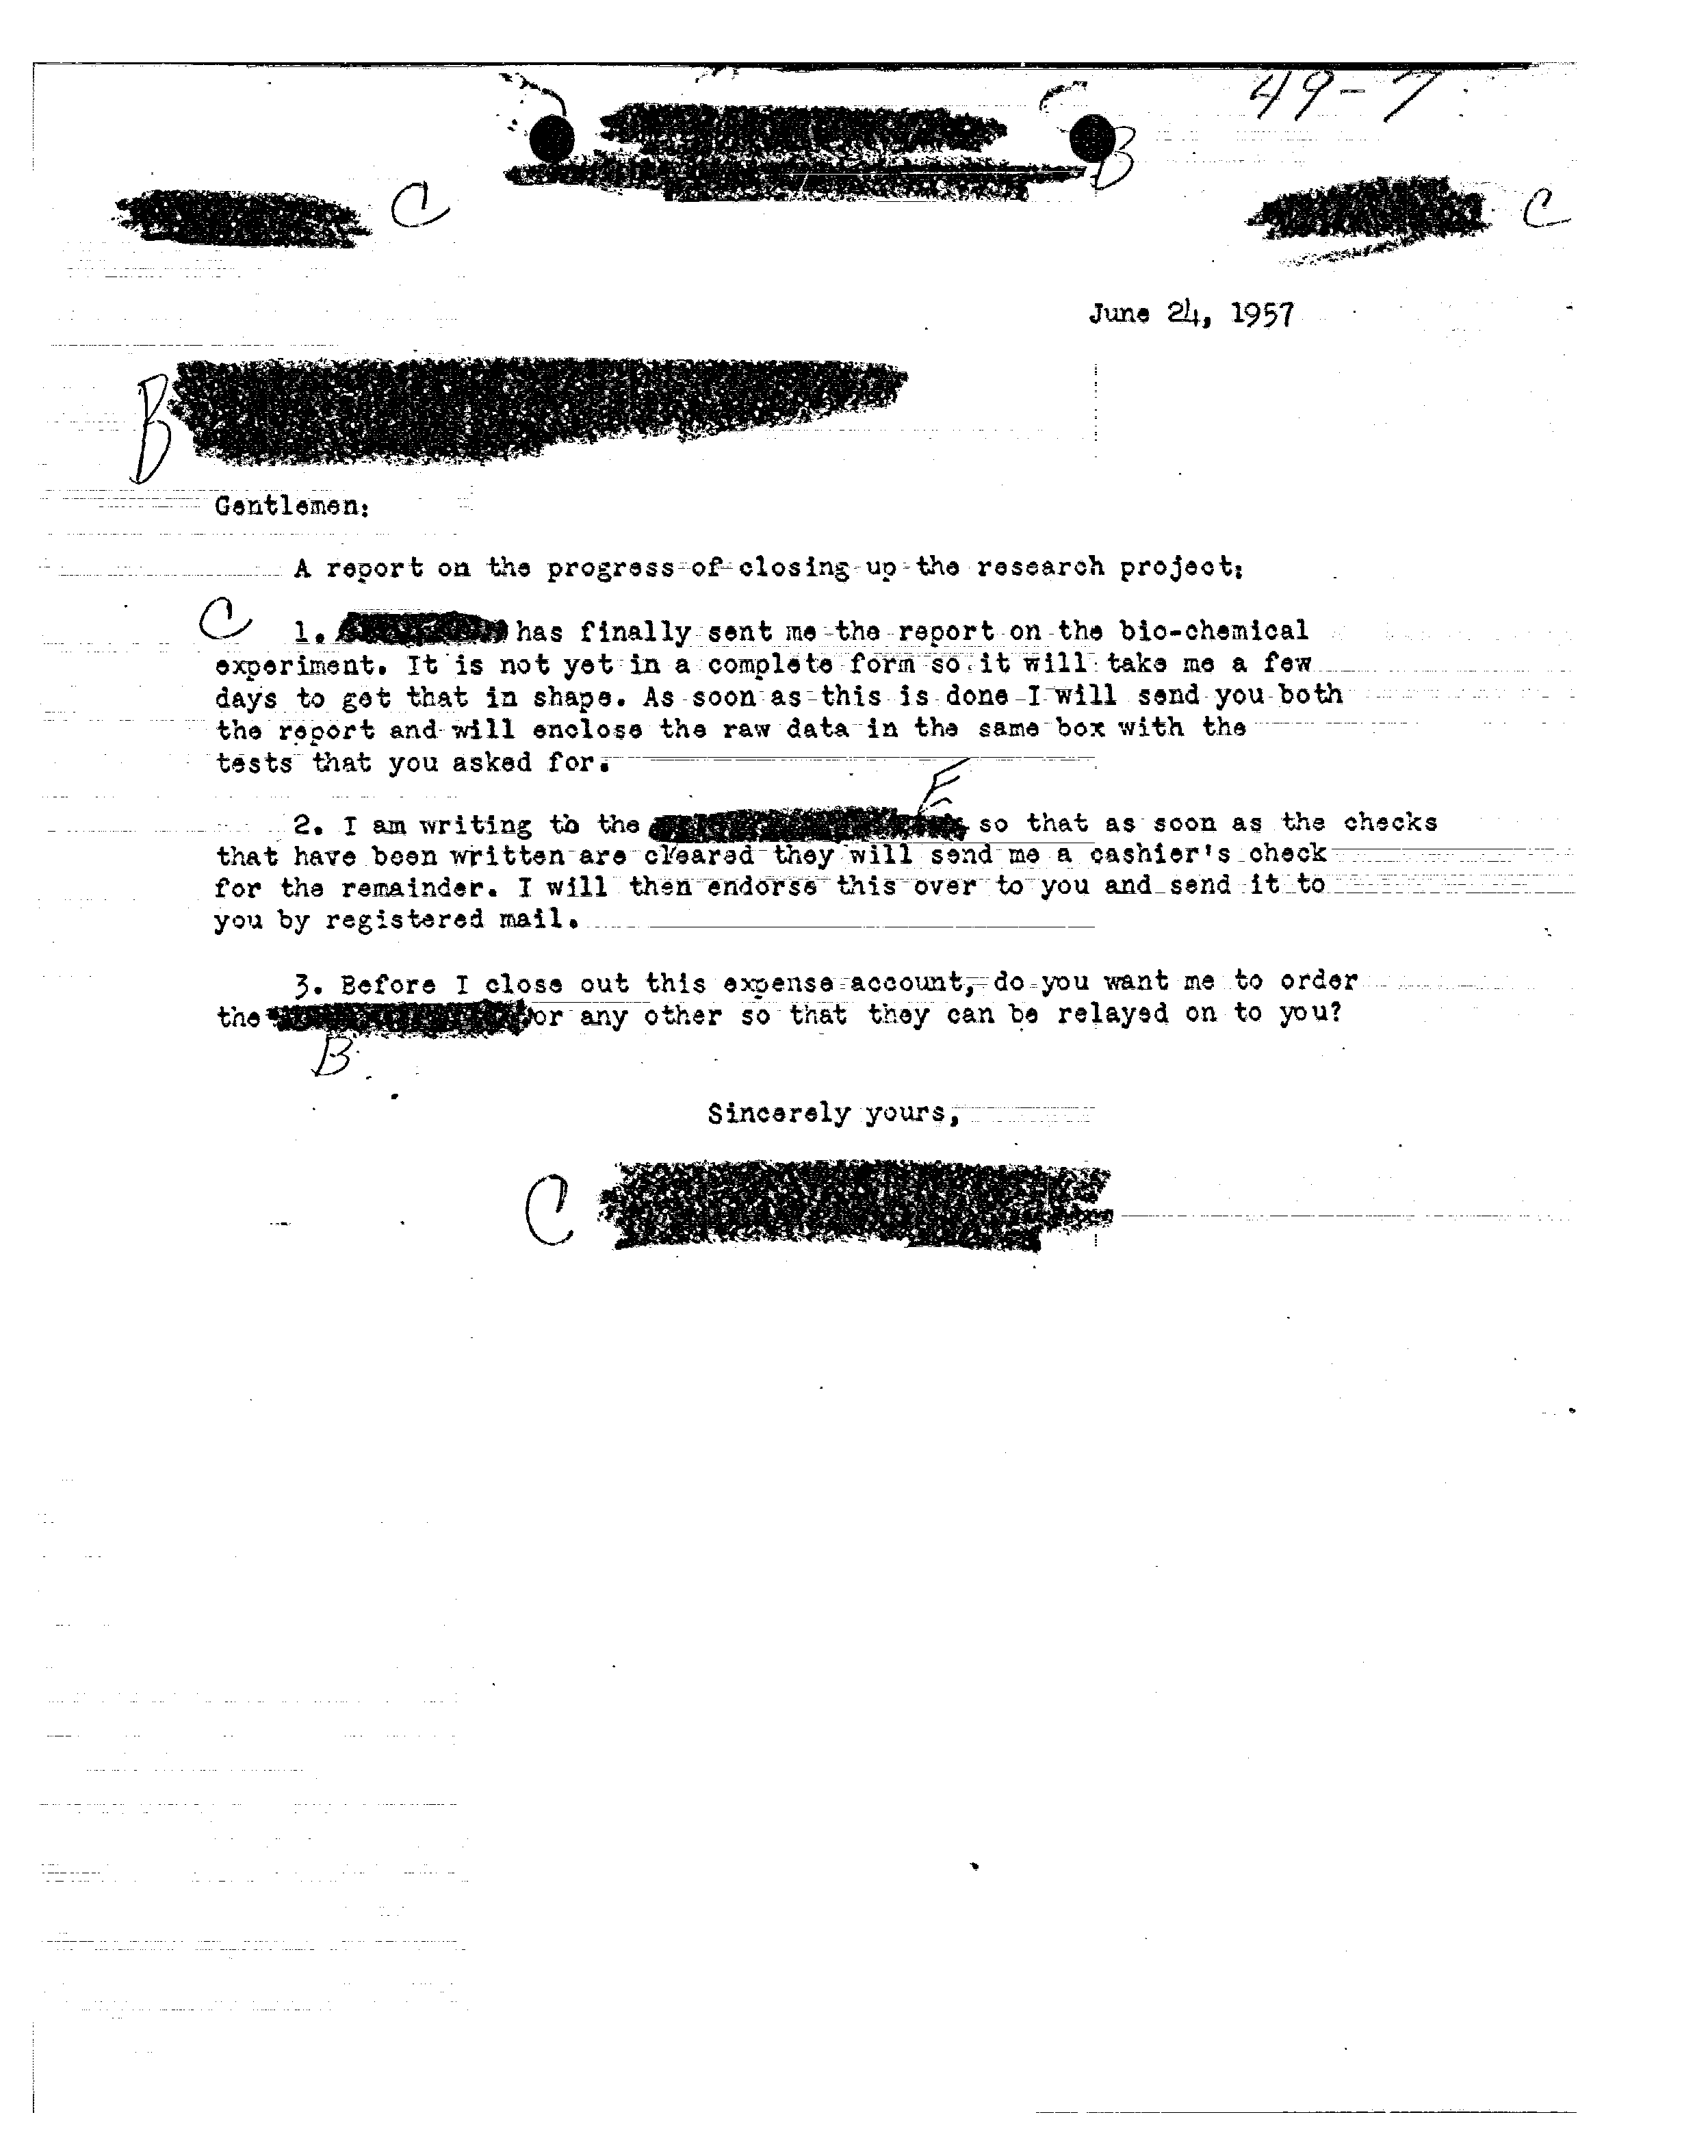 49-7
B
C
C
June 24, 1957
B
Gentlemen:
A report on the progress of closing up the research project:
C
1. has finally sent me the report on the bio-chemical
experiment. It is not yet in a complete form so it will take me a few
days to get that in shape. As soon as this is done I will send you both
the report and will enclose the raw data in the same box with the
tests that you asked for.
E
2. I am writing to the so that as soon as the checks
that have been written are cleared they will send me a cashier's check
for the remainder. I will then endorse this over to you and send it to
you by registered mail.
3. Before I close out this expense account, do you want me to order
the or any other so that they can be relayed on to you?
B
Sincerely yours,
C